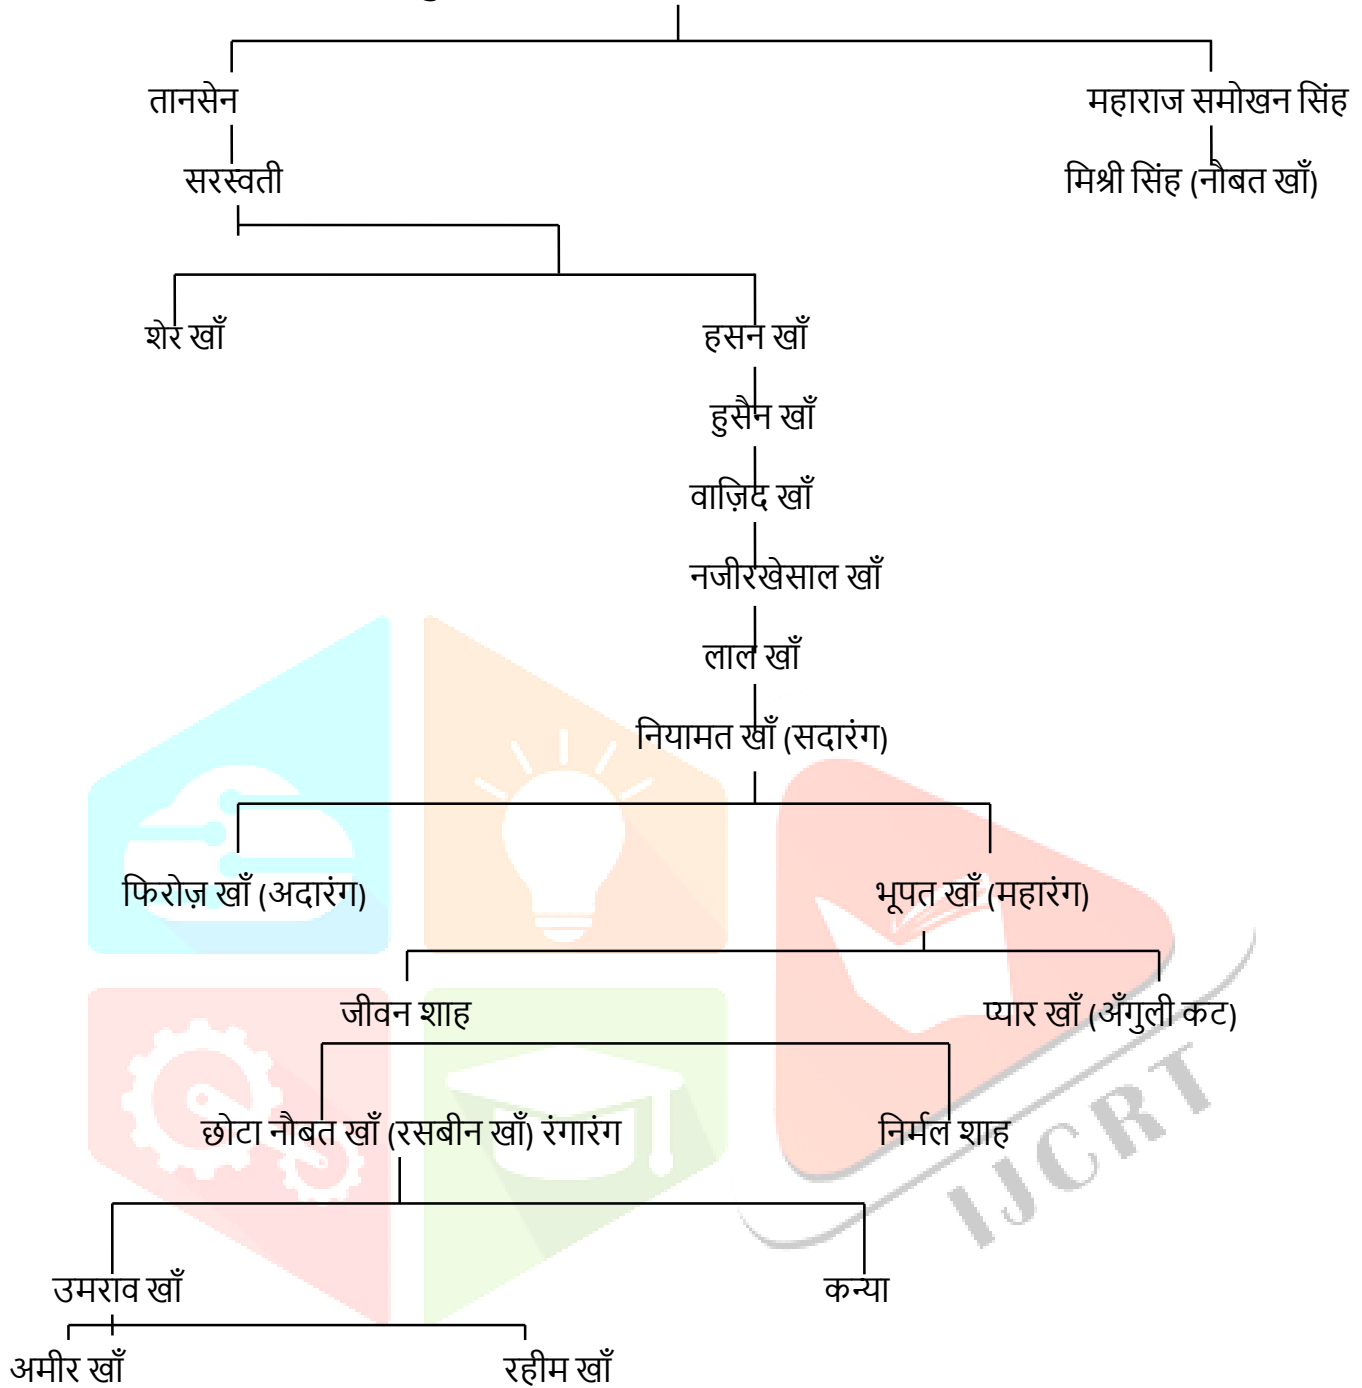 तानसेन महाराज समोखन सिंह
सरस्वती मिश्री सिंह (नौबत खाँ)
शेर खाँ हसन खाँ
हुसैन खाँ
वाज़िद खाँ
नजीरखेसाल खाँ
लाल खाँ
नियामत खाँ (सदारंग)
फिरोज़ खाँ (अदारंग) भूपत खाँ (महारंग)
जीवन शाह प्यार खाँ (अँगुली कट)
छोटा नौबत खाँ (रसबीन खाँ) रंगारंग निर्मल शाह
IJCRT
उमराव खाँ कन्या
अमीर खाँ रहीम खाँ